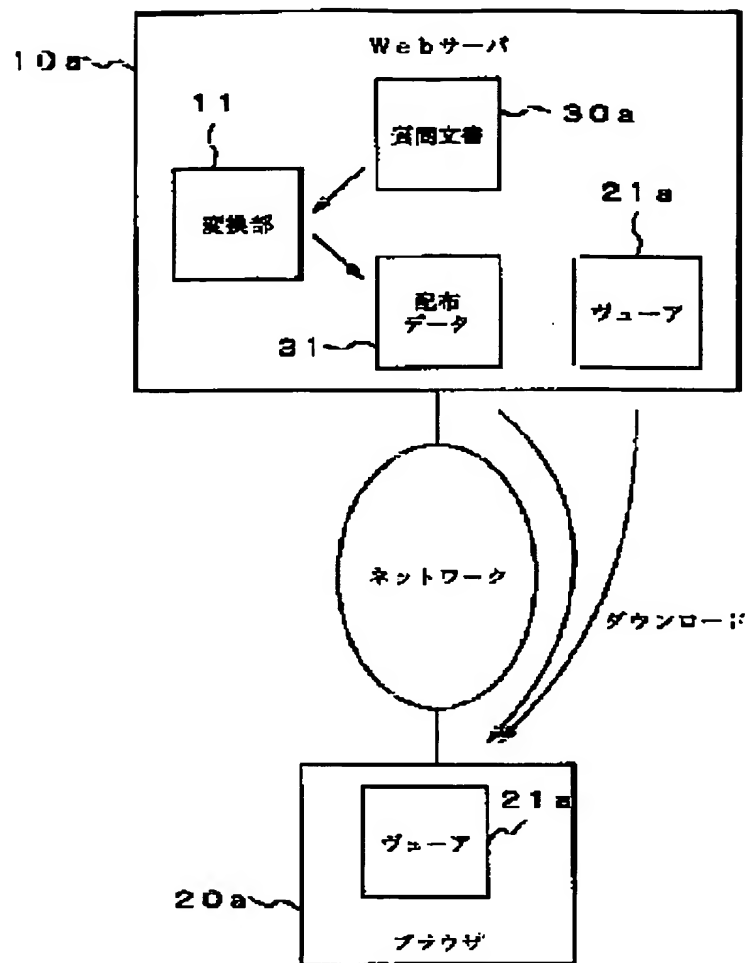 Webサーバ
10a
11
質問文書
30a
変換部
21a
配布
データ
ヴューア
31
ネットワーク
ダウンロード
ヴューア
21a
20a
ブラウザ